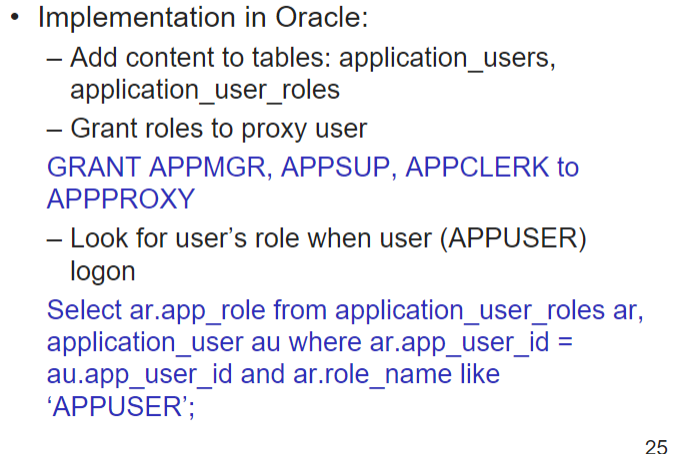 • Implementation in Oracle:
– Add content to tables: application_users,
application_user_roles
– Grant roles to proxy user
GRANT APPMGR, APPSUP, APPCLERK to
APPPROXY
– Look for user’s role when user (APPUSER)
logon
Select ar.app_role from application_user_roles ar,
application_user au where ar.app_user_id =
au.app_user_id and ar.role_name like
‘APPUSER’;
25